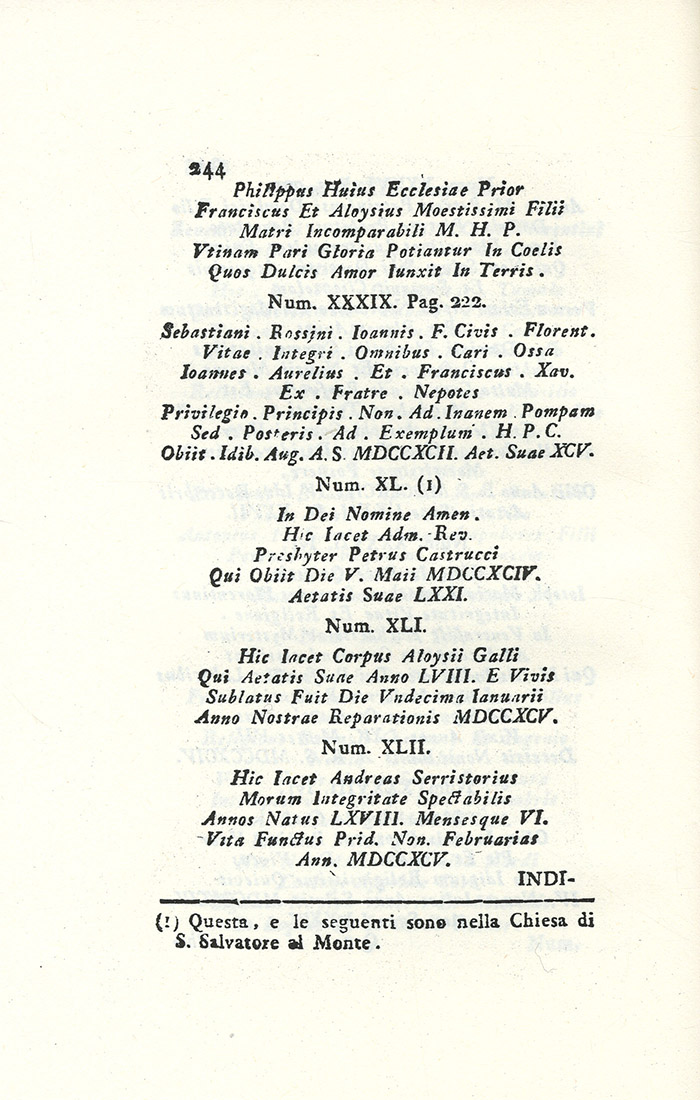 244
Philippus Huius Ecclesiae Prior
Franciscus Et Aloysius Moestissimi Filii
Matri Incomparabili M. H. P.
Vtinam Pari Gloria Potiantur In Coelis
Quos Dulcis Amor Iunxit In Terris .
Num. XXXIX. Pag. 222.
Sebastiani . Rossini . Ioannis . F. Civis . Florent.
Vitae . Integri . Omnibus . Cari . Ossa
Ioannes . Aurelius . Et . Franciscus . Xav.
Ex . Fratre . Nepotes
Privilegio . Principis . Non . Ad . Inanem . Pompam
Sed . Posteris . Ad . Exemplum . H. P. C.
Obiit . Idib. Aug. A. S. MDCCXCII. Aet. Suae XCV.
Num. XL. (1)
In Dei Nomine Amen .
Hic Iacet Adm. Rev.
Presbyter Petrus Castrucci
Qui Obiit Die V. Maii MDCCXCIV.
Aetatis Suae LXXI.
Num. XLI.
Hic Iacet Corpus Aloysii Galli
Qui Aetatis Suae Anno LVIII. E Vivis
Sublatus Fuit Die Vndecima Ianuarii
Anno Nostrae Reparationis MDCCXCV.
Num. XLII.
Hic Iacet Andreas Serristorius
Morum Integritate Spectabilis
Annos Natus LXVIII. Mensesque VI.
Vita Functus Prid. Non. Februarias
Ann. MDCCXCV.
INDI-
(1) Questa , e le seguenti sono nella Chiesa di
S. Salvatore al Monte .